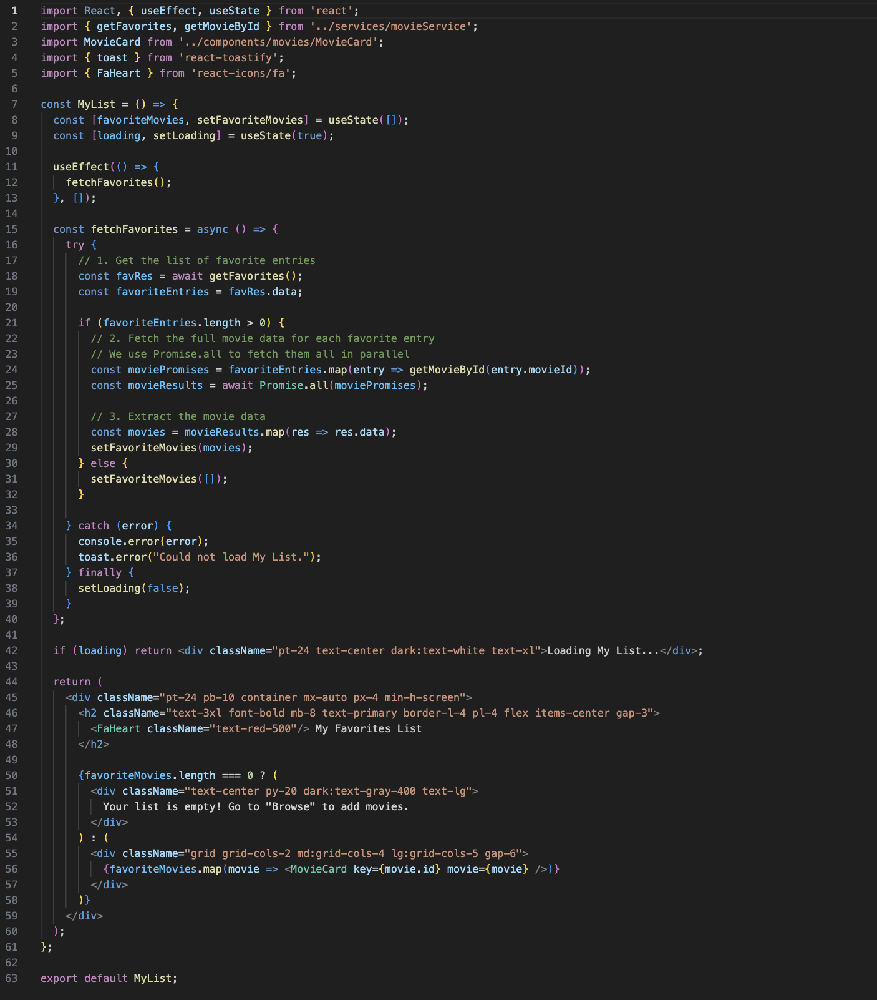 1 import React, { useEffect, useState } from 'react';
2 import { getFavorites, getMovieById } from '../services/movieService';
3 import MovieCard from '../components/movies/MovieCard';
4 import { toast } from 'react-toastify';
5 import { FaHeart } from 'react-icons/fa';
6
7 const MyList = () => {
8   const [favoriteMovies, setFavoriteMovies] = useState([]);
9   const [loading, setLoading] = useState(true);
10
11   useEffect(() => {
12     fetchFavorites();
13   }, []);
14
15   const fetchFavorites = async () => {
16     try {
17       // 1. Get the list of favorite entries
18       const favRes = await getFavorites();
19       const favoriteEntries = favRes.data;
20
21       if (favoriteEntries.length > 0) {
22         // 2. Fetch the full movie data for each favorite entry
23         // We use Promise.all to fetch them all in parallel
24         const moviePromises = favoriteEntries.map(entry => getMovieById(entry.movieId));
25         const movieResults = await Promise.all(moviePromises);
26
27         // 3. Extract the movie data
28         const movies = movieResults.map(res => res.data);
29         setFavoriteMovies(movies);
30       } else {
31         setFavoriteMovies([]);
32       }
33
34     } catch (error) {
35       console.error(error);
36       toast.error("Could not load My List.");
37     } finally {
38       setLoading(false);
39     }
40   };
41
42   if (loading) return <div className="pt-24 text-center dark:text-white text-xl">Loading My List...</div>;
43
44   return (
45     <div className="pt-24 pb-10 container mx-auto px-4 min-h-screen">
46       <h2 className="text-3xl font-bold mb-8 text-primary border-l-4 pl-4 flex items-center gap-3">
47         <FaHeart className="text-red-500"/> My Favorites List
48       </h2>
49
50       {favoriteMovies.length === 0 ? (
51         <div className="text-center py-20 dark:text-gray-400 text-lg">
52           Your list is empty! Go to "Browse" to add movies.
53         </div>
54       ) : (
55         <div className="grid grid-cols-2 md:grid-cols-4 lg:grid-cols-5 gap-6">
56           {favoriteMovies.map(movie => <MovieCard key={movie.id} movie={movie} />)}
57         </div>
58       )}
59     </div>
60   );
61 };
62
63 export default MyList;